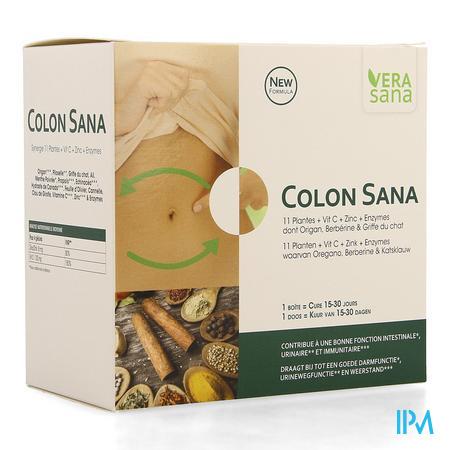 COLON SANA
Synergie 11 Plantes + Vit C + Zinc + Enzymes
NEW
FORMULA
VERA
sana
COLON SANA
11 Plantes + Vit C + Zinc + Enzymes
dont Origan, Berbérine & Griffe du chat
11 Planten + Vit C + Zink + Enzymes
waarvan Oregano, Berberine & Katsklauw
1 BOÎTE = CURE 15-30 JOURS
1 DOOS = KUUR VAN 15-30 DAGEN
CONTRIBUE À UNE BONNE FONCTION INTESTINALE*,
URINAIRE** ET IMMUNITAIRE***
DRAAGT BIJ TOT EEN GOEDE DARMFUNCTIE*,
URINEWEGFUNCTIE** EN WEERSTAND***
IPM